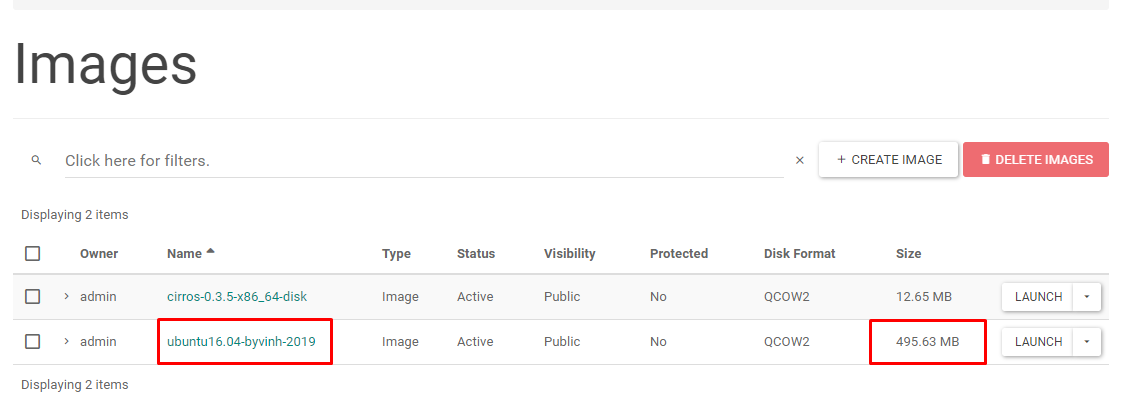 Images
Click here for filters. × + CREATE IMAGE DELETE IMAGES
Displaying 2 items
Owner Name Type Status Visibility Protected Disk Format Size
admin cirros-0.3.5-x86_64-disk Image Active Public No QCOW2 12.65 MB LAUNCH
admin ubuntu16.04-byvinh-2019 Image Active Public No QCOW2 495.63 MB LAUNCH
Displaying 2 items